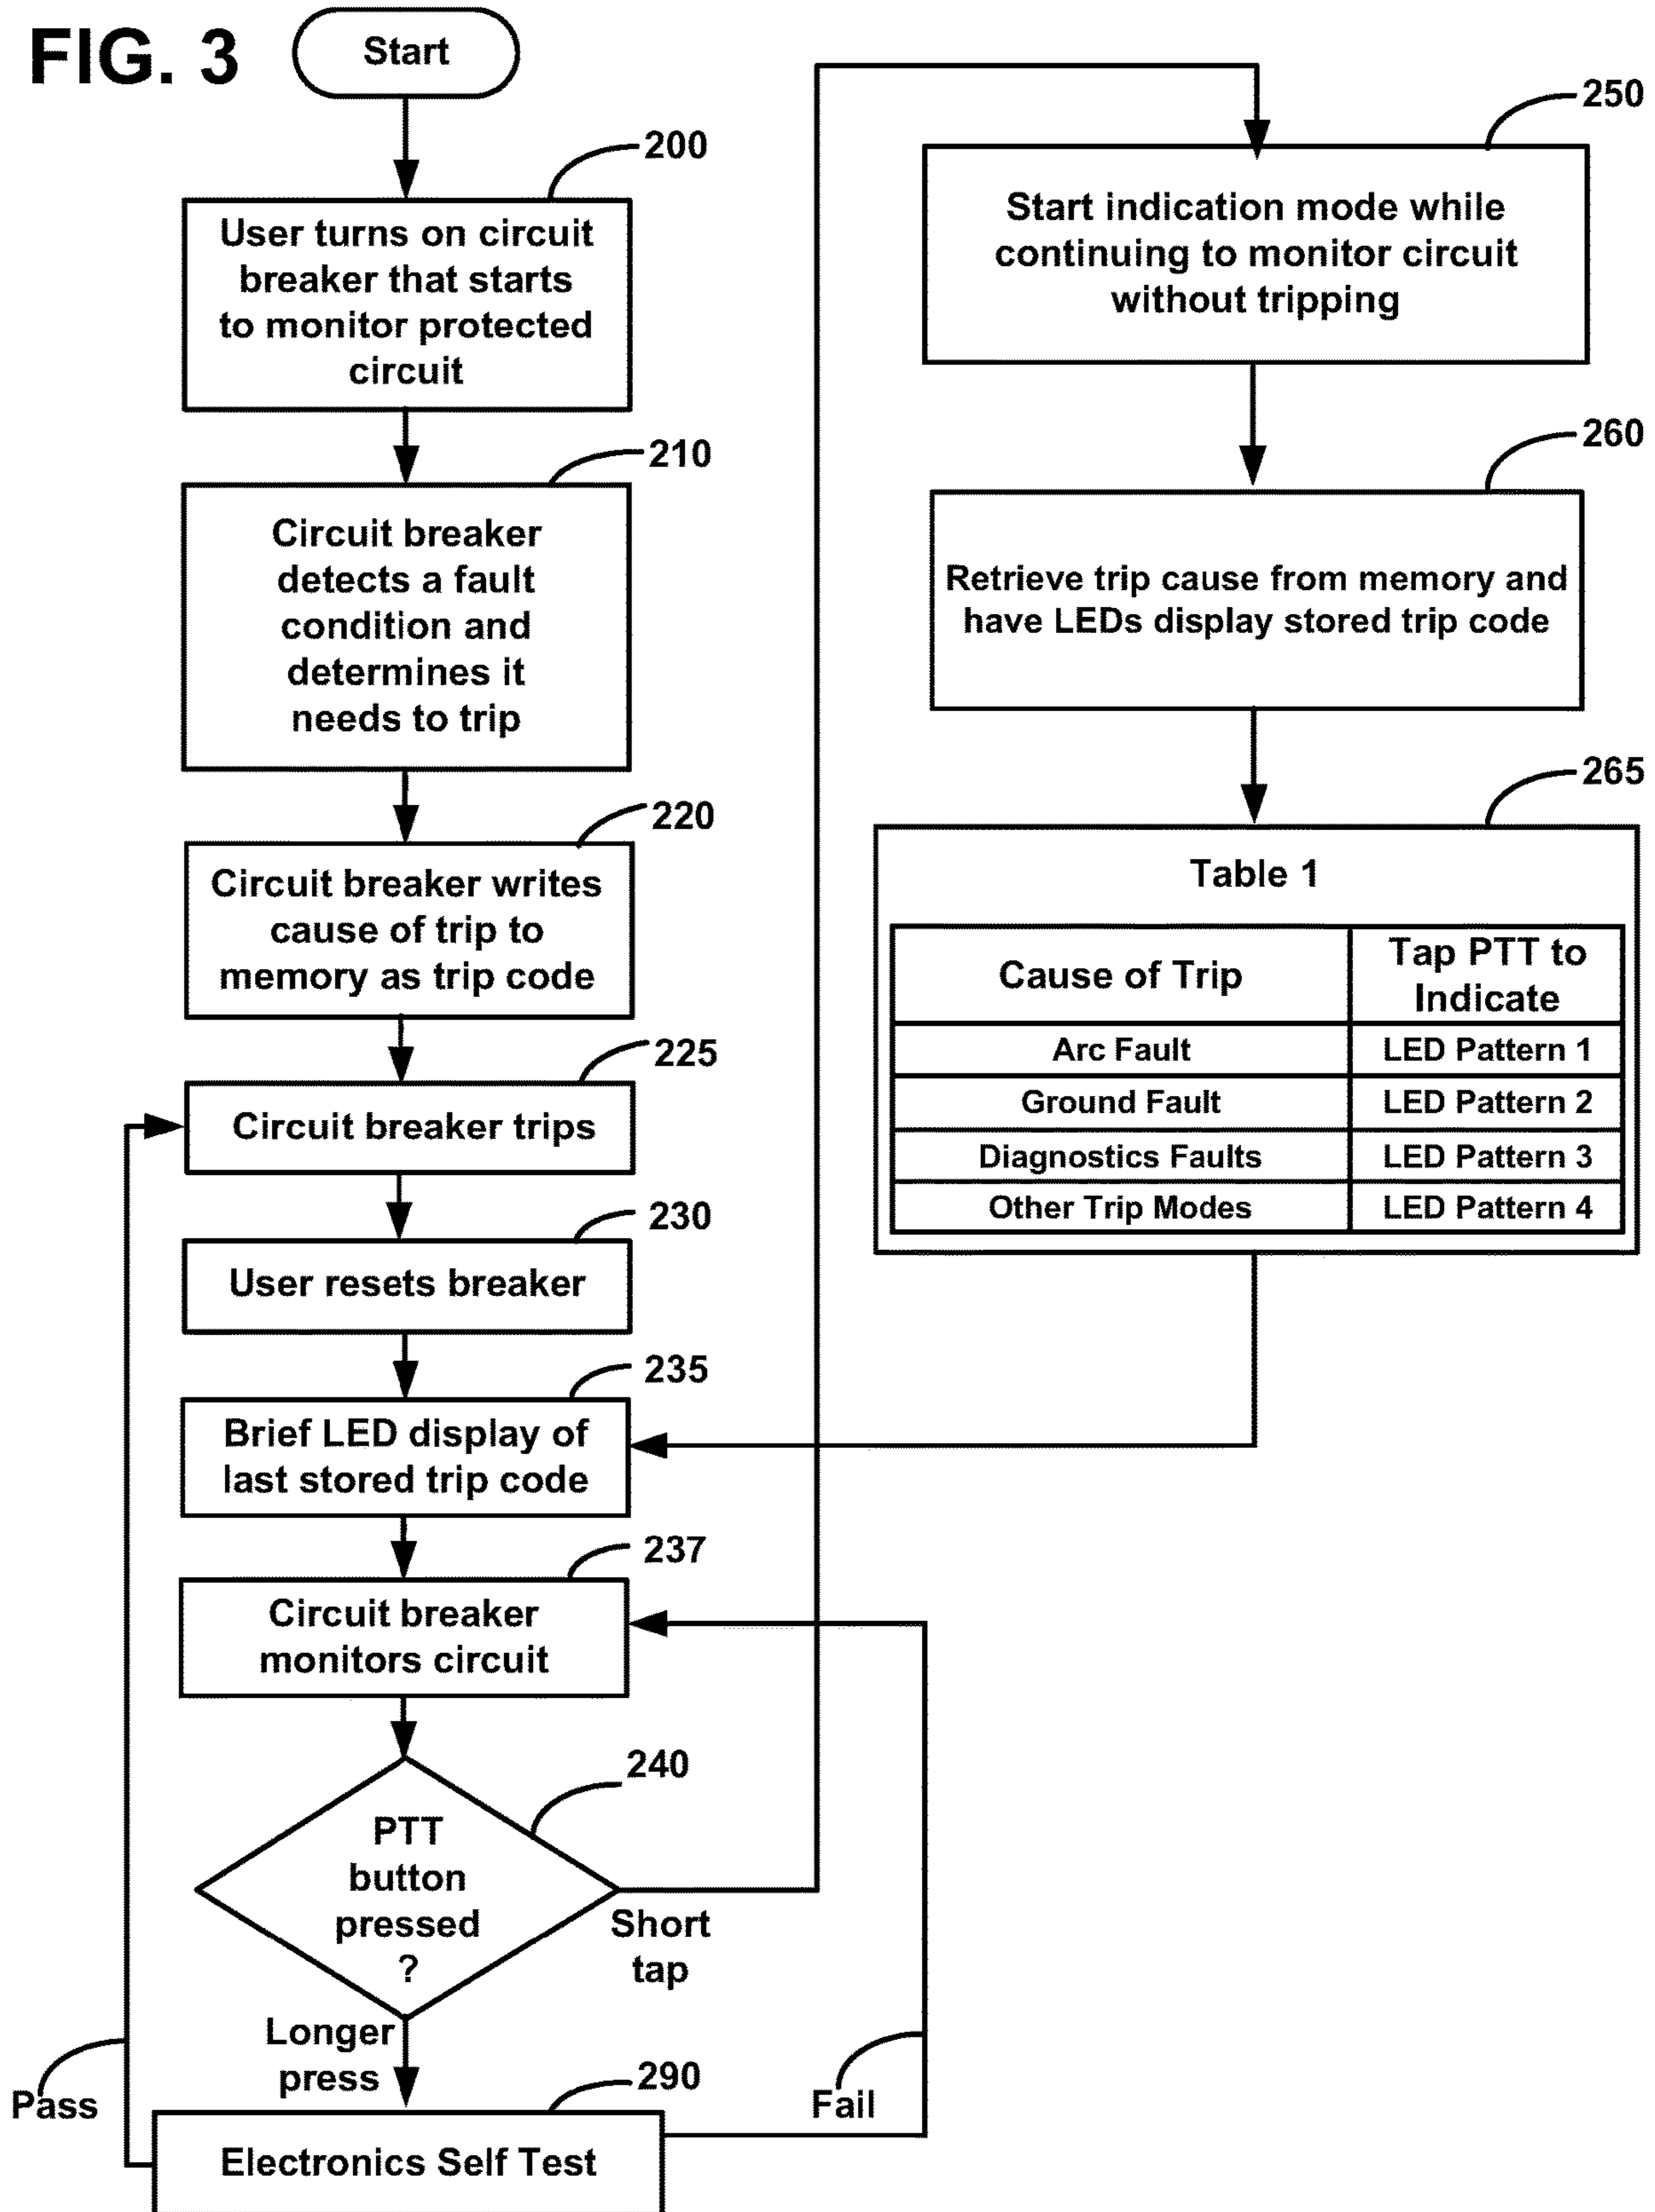 FIG. 3
Start
200
User turns on circuit
breaker that starts
to monitor protected
circuit
210
Circuit breaker
detects a fault
condition and
determines it
needs to trip
220
Circuit breaker writes
cause of trip to
memory as trip code
225
Circuit breaker trips
230
User resets breaker
235
Brief LED display of
last stored trip code
237
Circuit breaker
monitors circuit
240
PTT
button
pressed
?
Short
tap
Longer
press
290
Electronics Self Test
Pass
Fail
250
Start indication mode while
continuing to monitor circuit
without tripping
260
Retrieve trip cause from memory and
have LEDs display stored trip code
265
Table 1
Cause of Trip
Tap PTT to
Indicate
Arc Fault
LED Pattern 1
Ground Fault
LED Pattern 2
Diagnostics Faults
LED Pattern 3
Other Trip Modes
LED Pattern 4